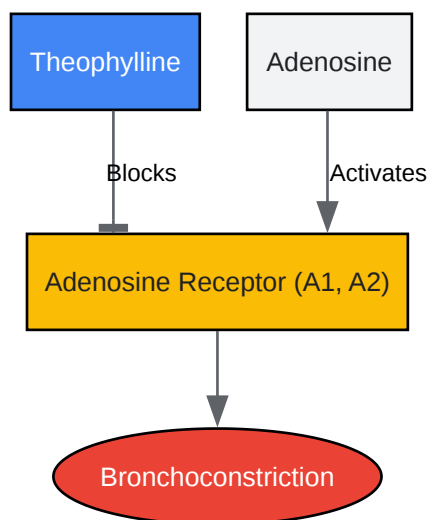 Theophylline
Adenosine
Blocks
Activates
Adenosine Receptor (A1, A2)
Bronchoconstriction